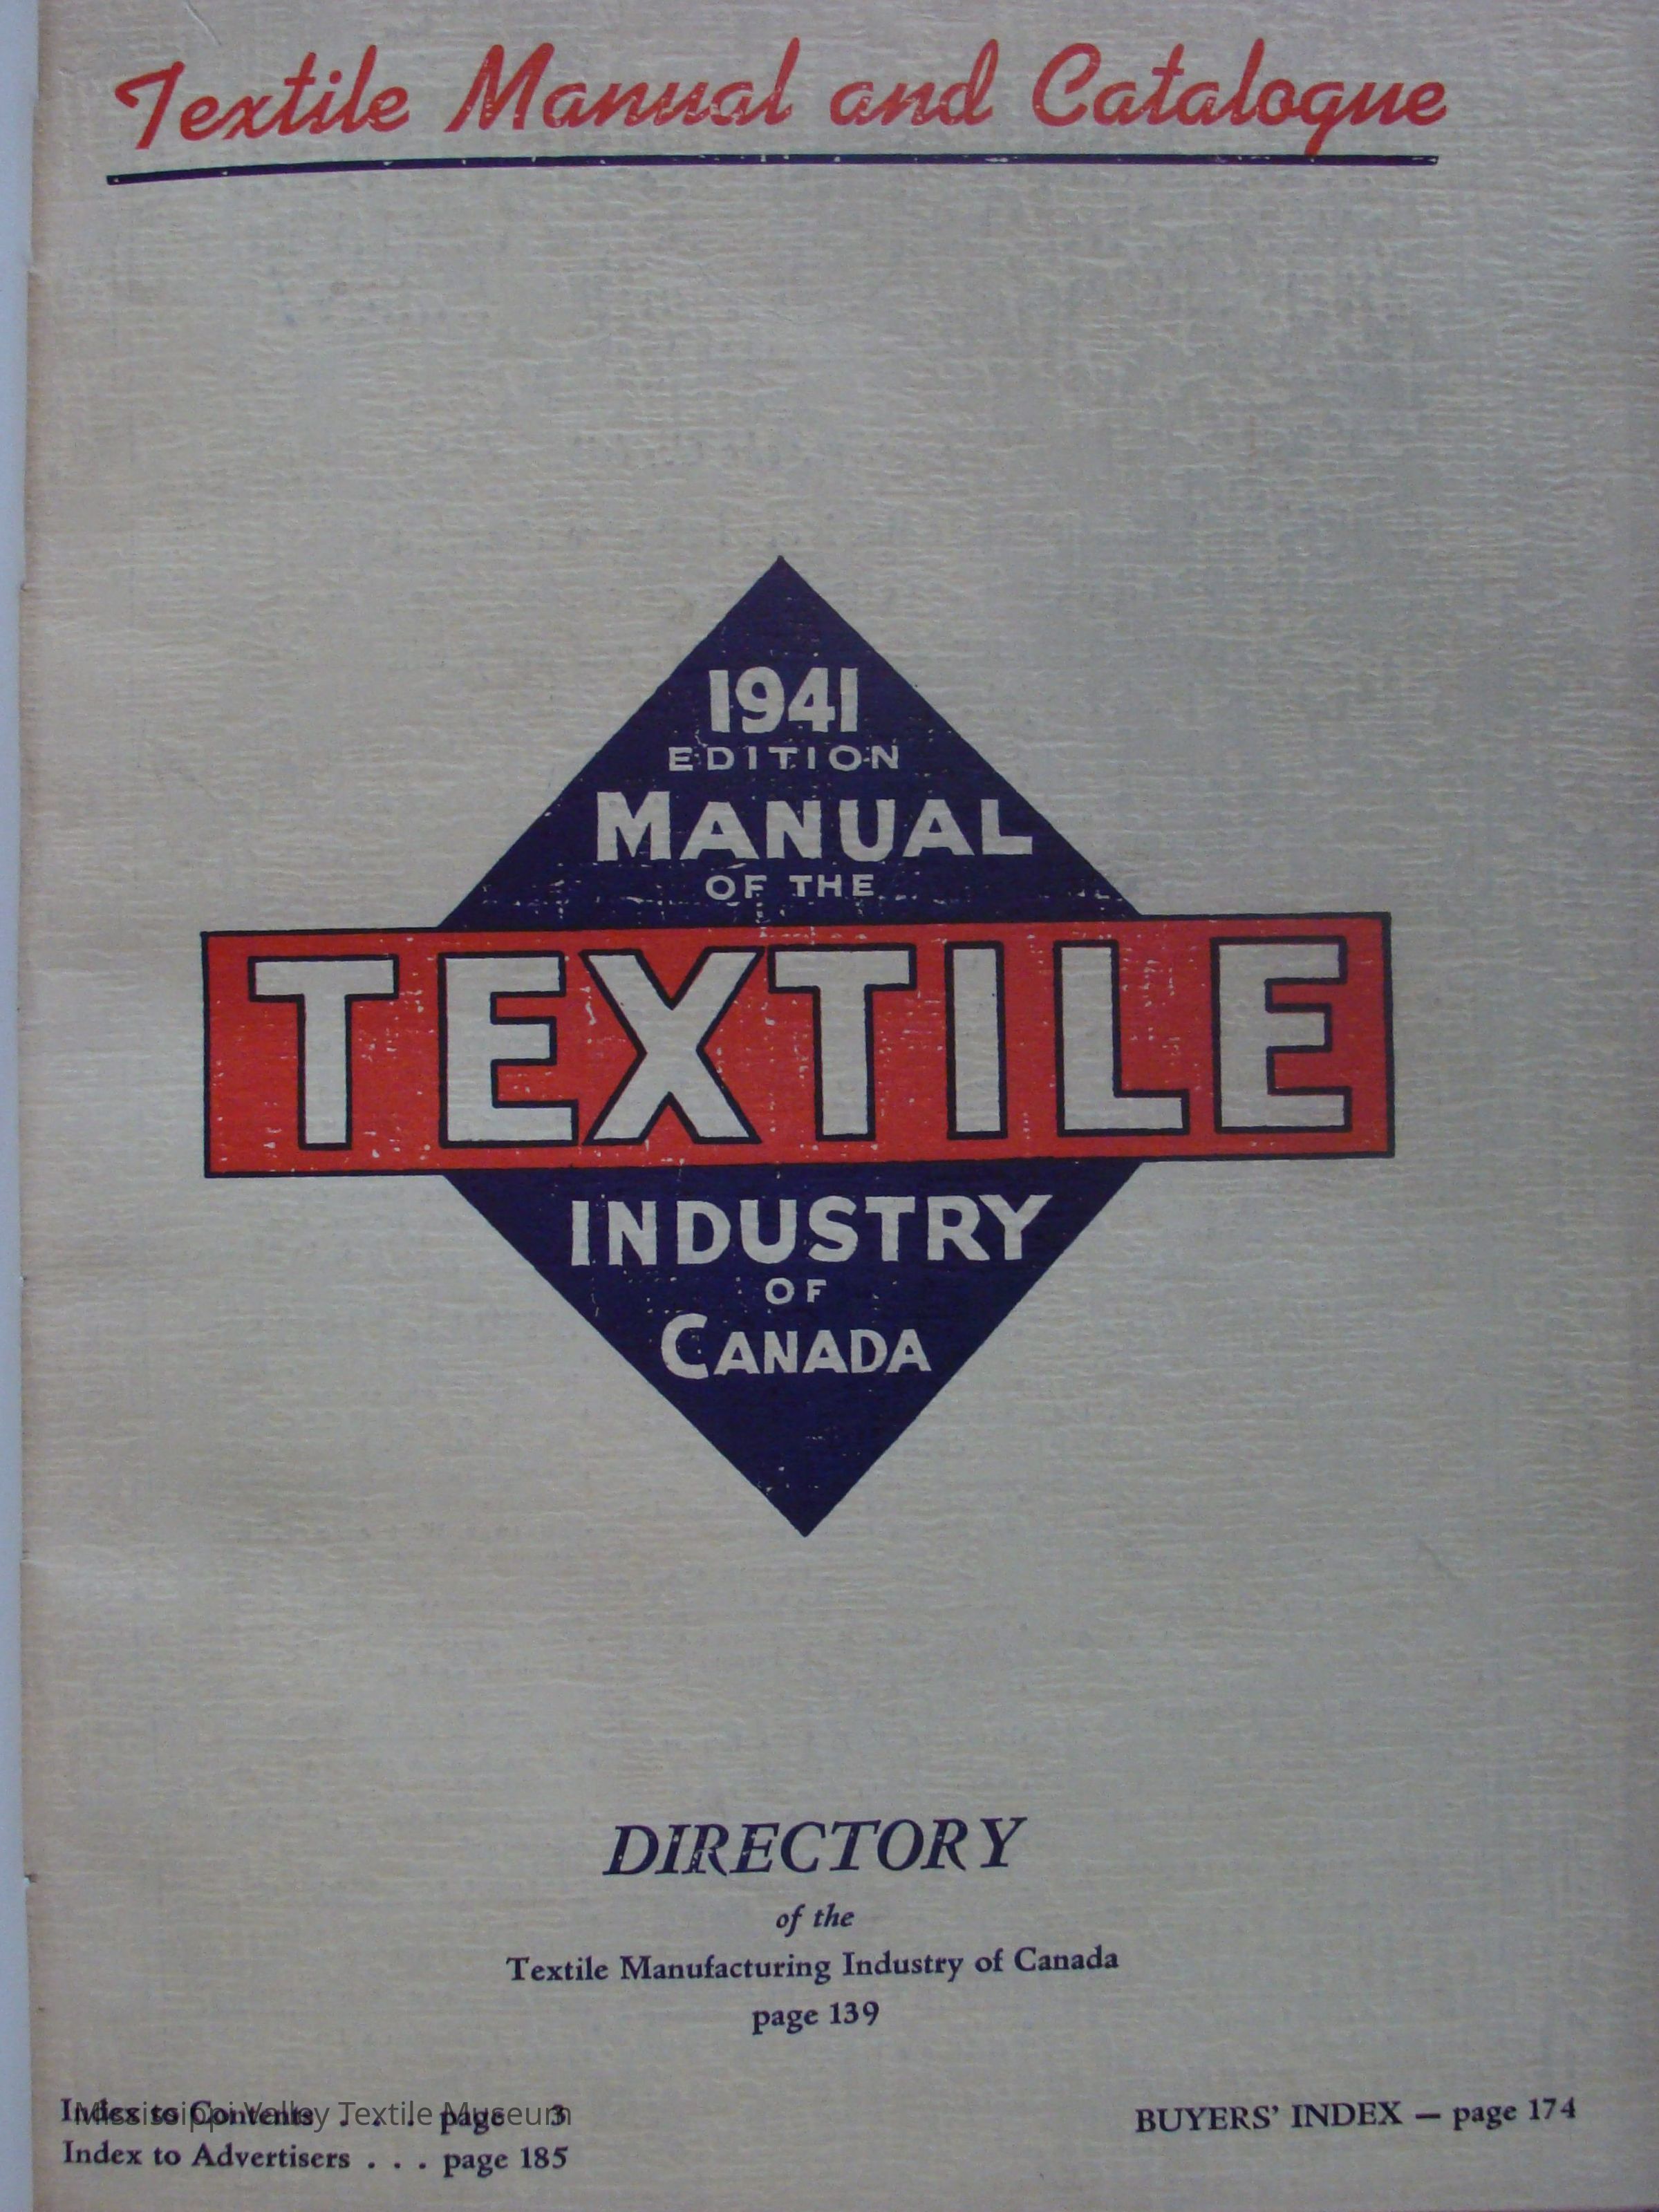 Textile Manual and Catalogue
1941
EDITION
MANUAL
OF THE
TEXTILE
INDUSTRY
OF
CANADA
DIRECTORY
of the
Textile Manufacturing Industry of Canada
page 139
Index to Contents . . . . page 3
Mississippi Valley Textile Museum
Index to Advertisers . . . page 185
BUYERS' INDEX — page 174